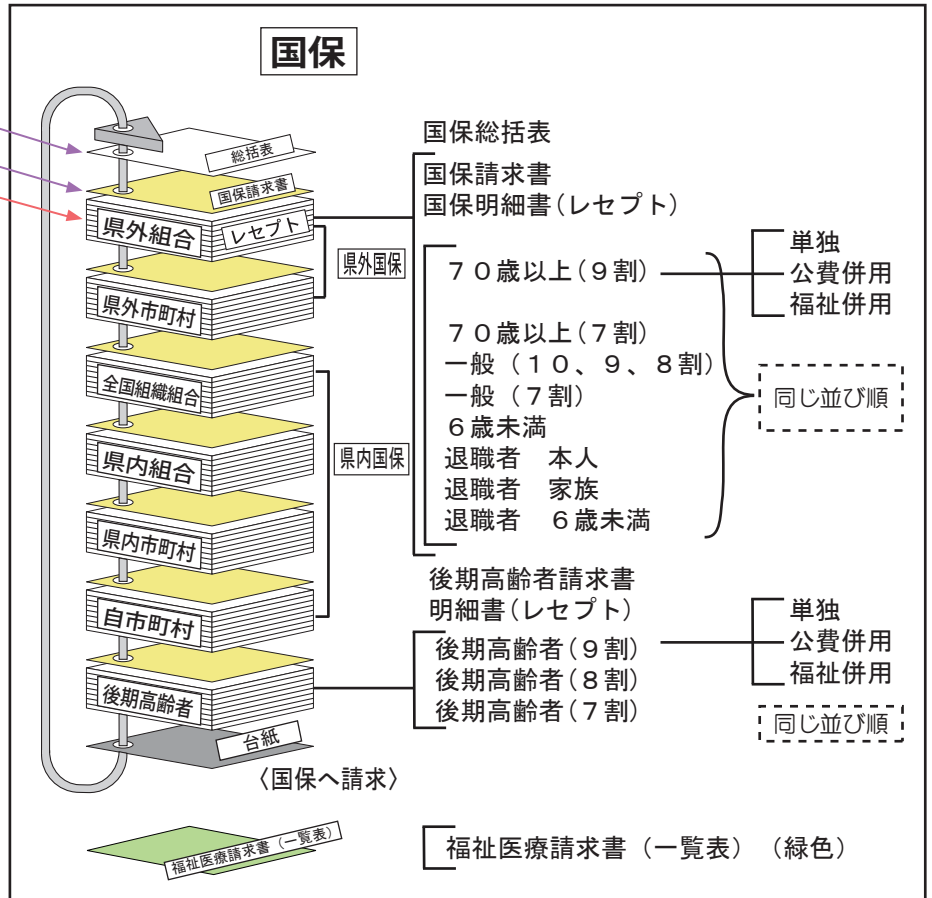 国保
総括表
国保請求書
県外組合
レセプト
県外市町村
全国組織組合
県内組合
県内市町村
自市町村
後期高齢者
台紙
〈国保へ請求〉
県外国保
県内国保
国保総括表
国保請求書
国保明細書(レセプト)
７０歳以上(９割)
７０歳以上(７割)
一般(１０、９、８割)
一般(７割)
６歳未満
退職者　本人
退職者　家族
退職者　６歳未満
単独
公費併用
福祉併用
同じ並び順
後期高齢者請求書
明細書(レセプト)
後期高齢者(９割)
後期高齢者(８割)
後期高齢者(７割)
単独
公費併用
福祉併用
同じ並び順
福祉医療請求書(一覧表)
福祉医療請求書(一覧表)(緑色)